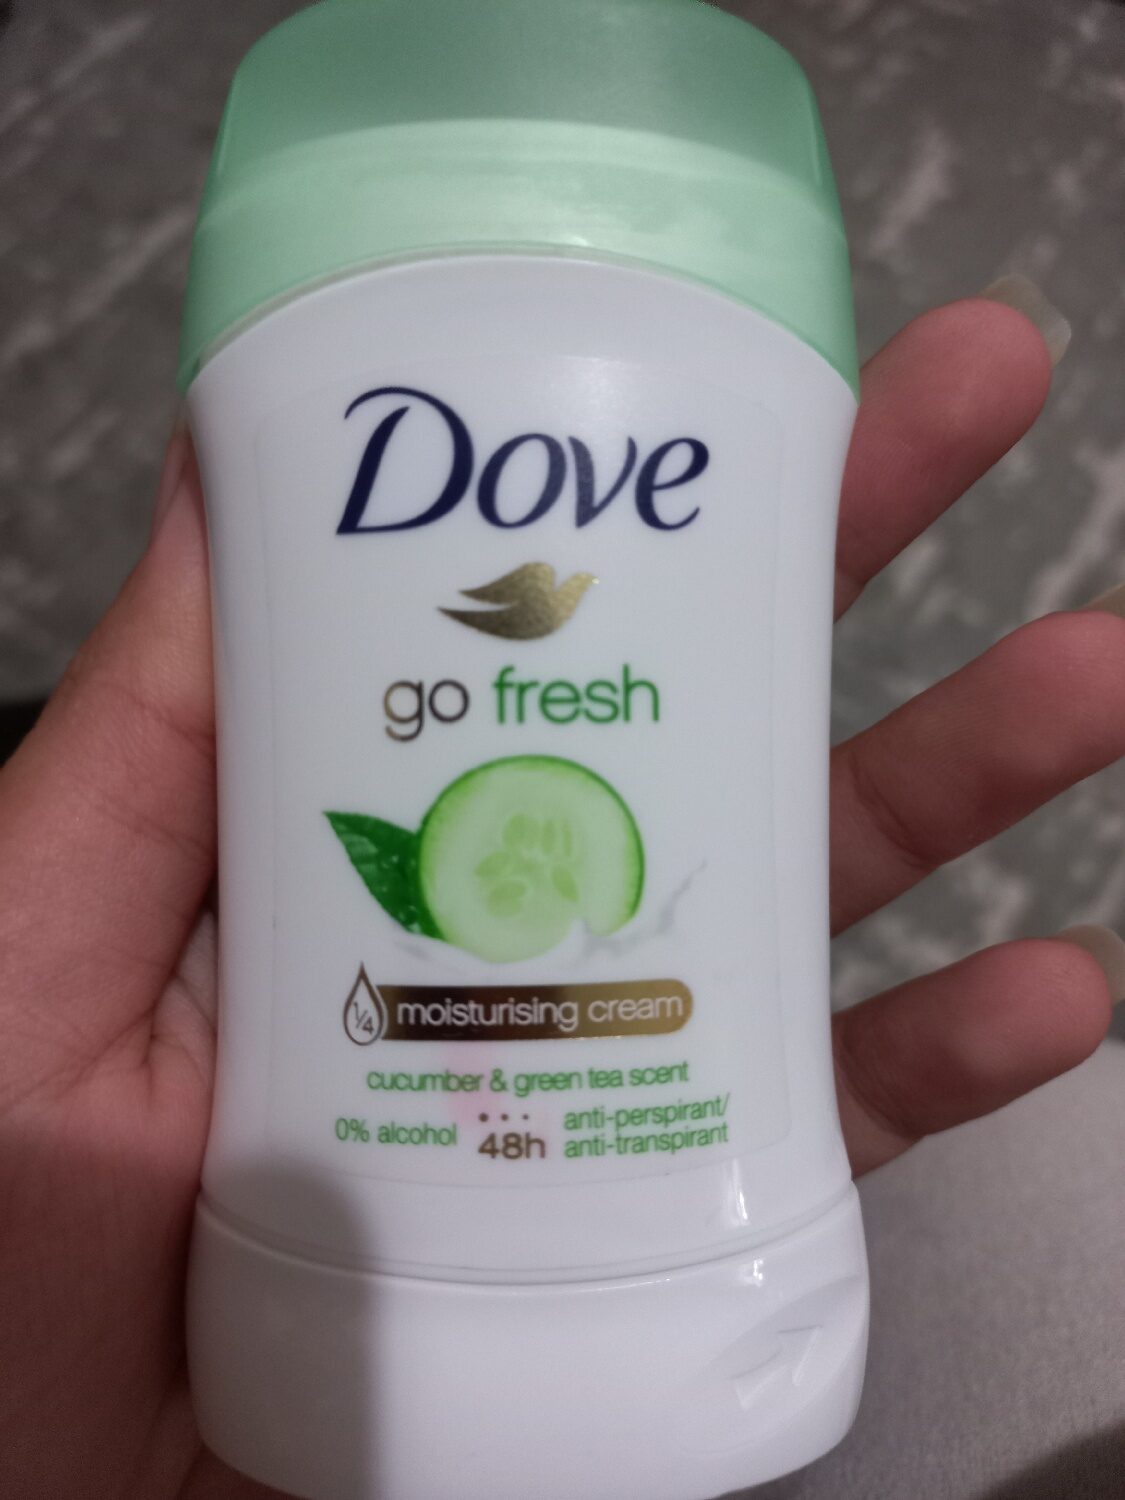 Dove
go fresh
1/4 moisturising cream
cucumber & green tea scent
0% alcohol
48h
anti-perspirant/
anti-transpirant